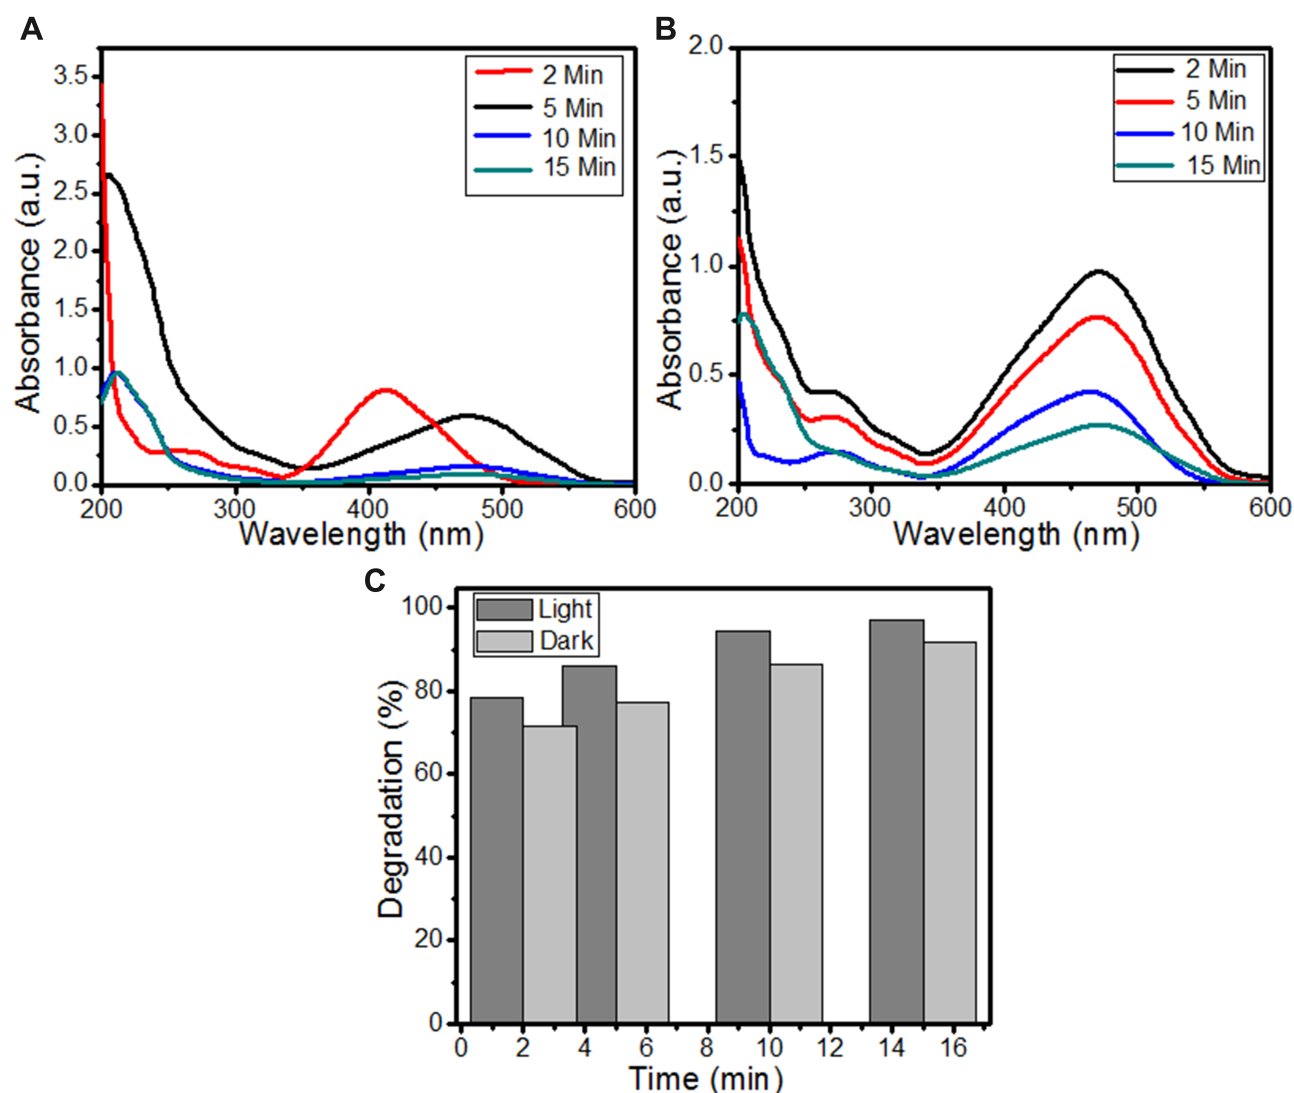 A
3.5
3.0
2.5
2.0
1.5
1.0
0.5
0.0
Absorbance (a.u.)
2 Min
5 Min
10 Min
15 Min
200
300
400
500
600
Wavelength (nm)
B
2.0
1.5
1.0
0.5
0.0
Absorbance (a.u.)
2 Min
5 Min
10 Min
15 Min
200
300
400
500
600
Wavelength (nm)
C
100
80
60
40
20
0
Degradation (%)
Light
Dark
0
2
4
6
8
10
12
14
16
Time (min)